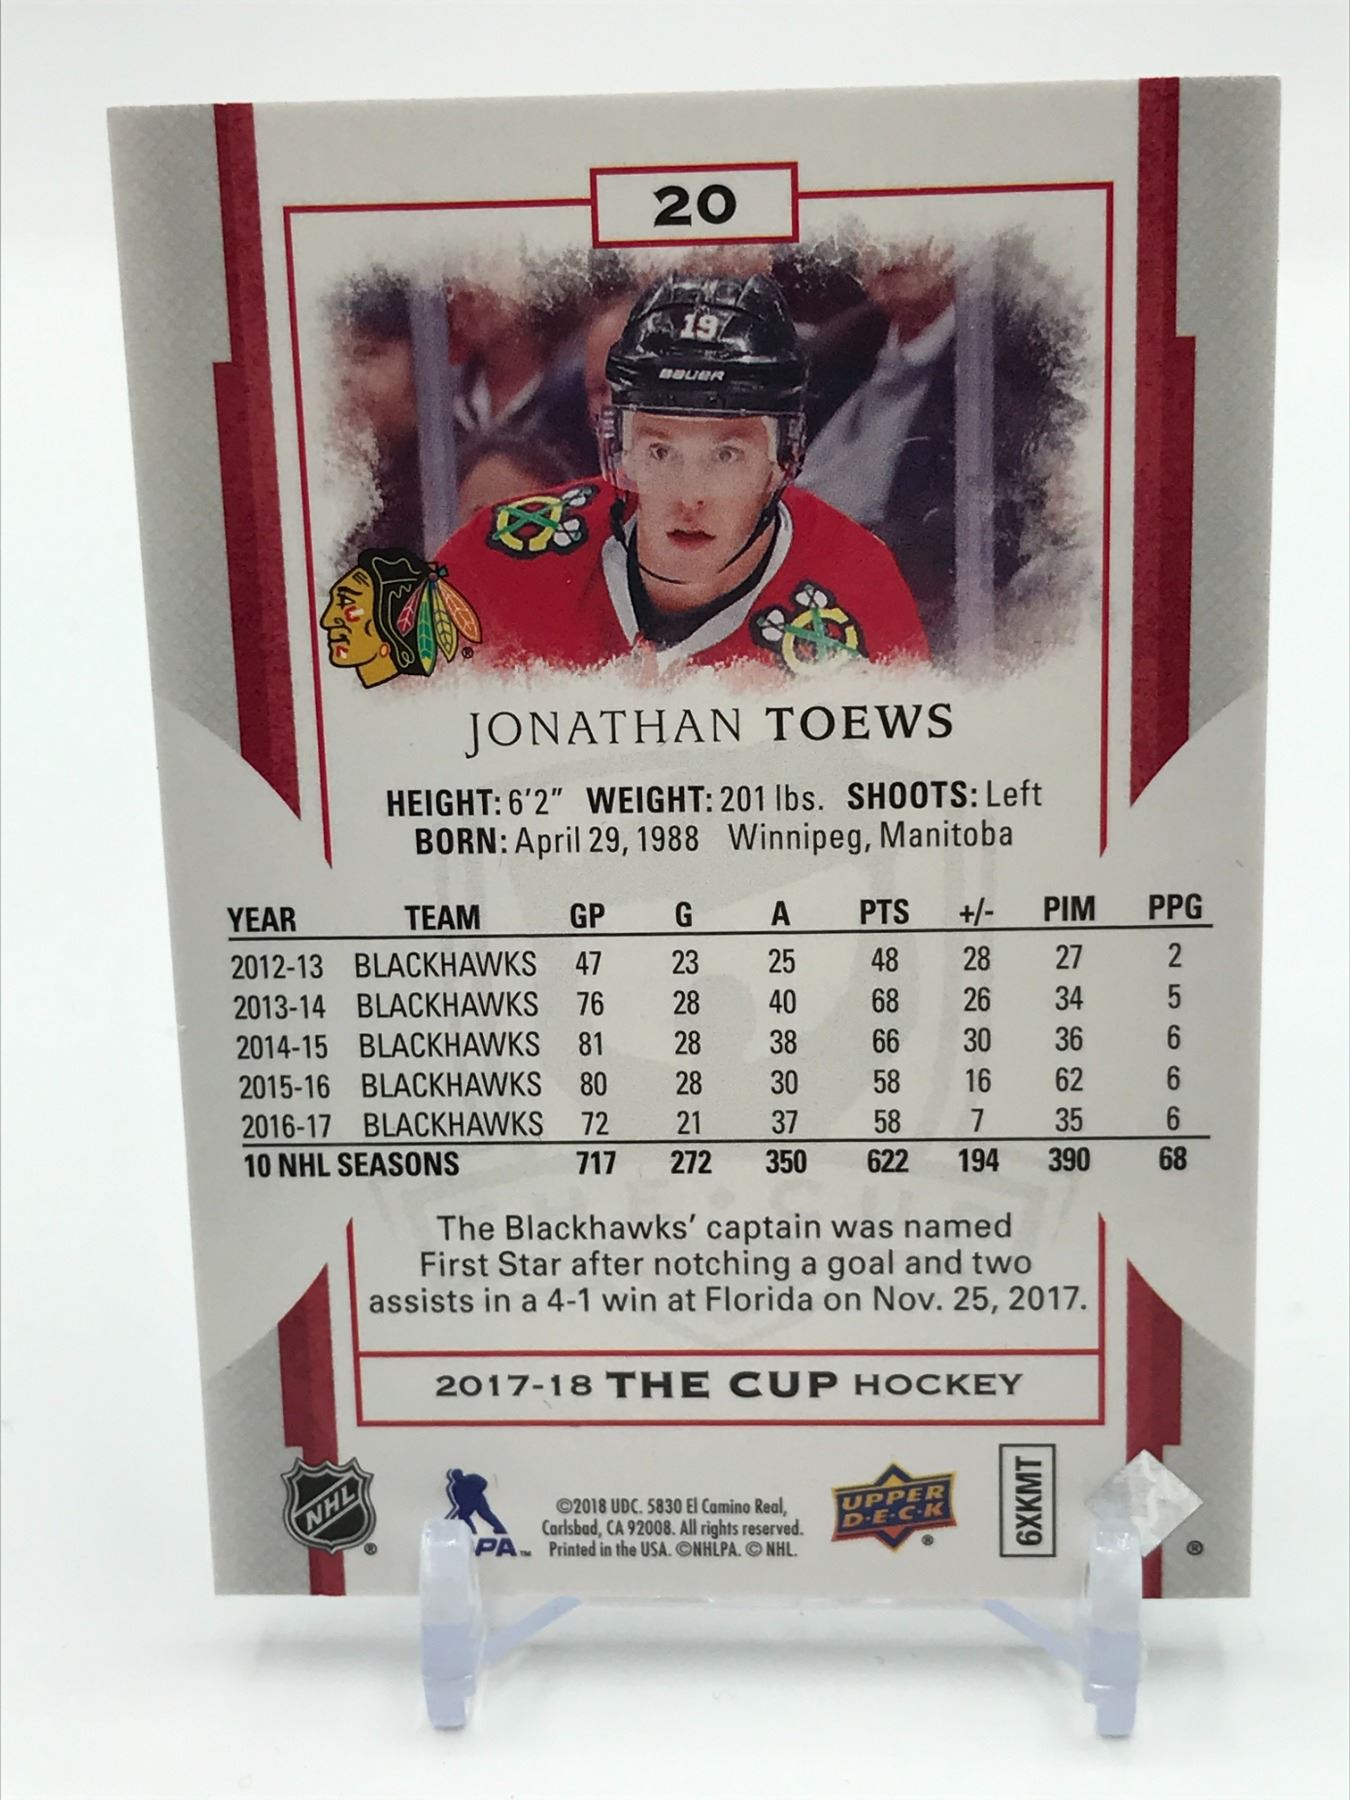 20
19
BAUER
®
JONATHAN TOEWS
HEIGHT: 6'2" WEIGHT: 201 lbs. SHOOTS: Left
BORN: April 29, 1988 Winnipeg, Manitoba
YEAR TEAM GP G A PTS +/- PIM PPG
2012-13 BLACKHAWKS 47 23 25 48 28 27 2
2013-14 BLACKHAWKS 76 28 40 68 26 34 5
2014-15 BLACKHAWKS 81 28 38 66 30 36 6
2015-16 BLACKHAWKS 80 28 30 58 16 62 6
2016-17 BLACKHAWKS 72 21 37 58 7 35 6
10 NHL SEASONS 717 272 350 622 194 390 68
THE • CUP
The Blackhawks' captain was named
First Star after notching a goal and two
assists in a 4-1 win at Florida on Nov. 25, 2017.
2017-18 THE CUP HOCKEY
NHL ®
PA™
©2018 UDC. 5830 El Camino Real,
Carlsbad, CA 92008. All rights reserved.
Printed in the USA. ©NHLPA. © NHL.
UPPER
D·E·C·K ®
6XKMT
®